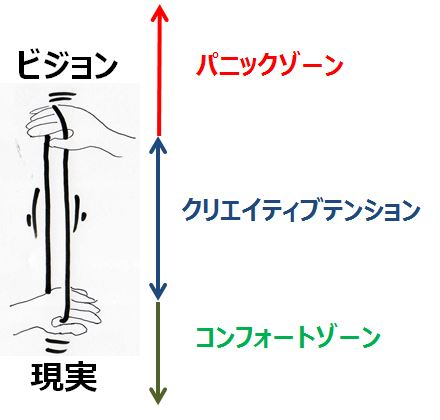 ビジョン
パニックゾーン
クリエイティブテンション
コンフォートゾーン
現実